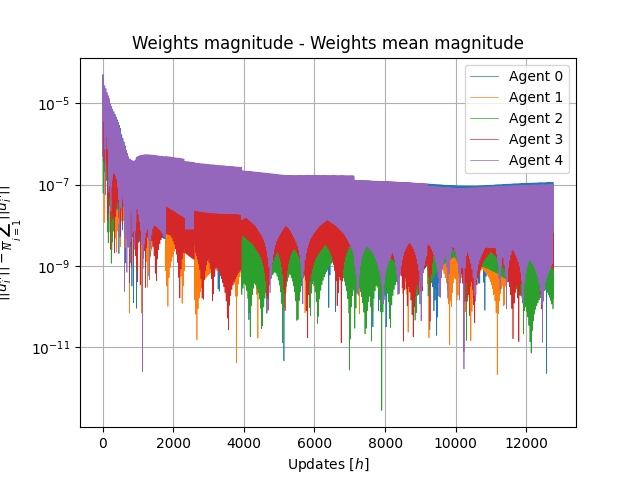 Weights magnitude - Weights mean magnitude
Agent 0
Agent 1
Agent 2
Agent 3
Agent 4
10⁻⁵
10⁻⁷
10⁻⁹
10⁻¹¹
0 2000 4000 6000 8000 10000 12000
Updates [h]